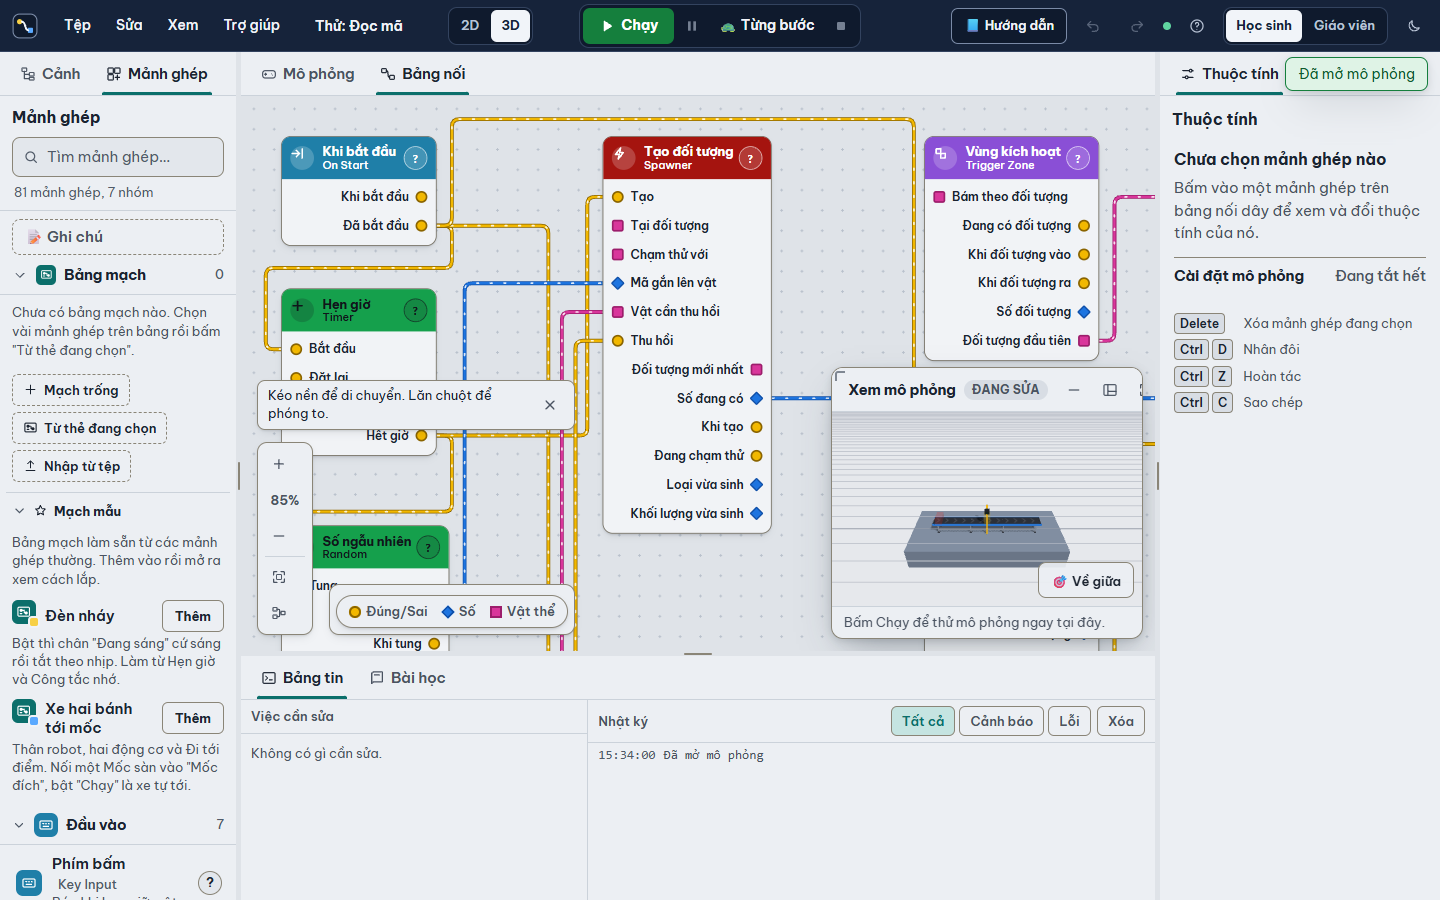 Tệp
Sửa
Xem
Trợ giúp
Thử: Đọc mã
2D
3D
Chạy
Từng bước
Hướng dẫn
Học sinh
Giáo viên
Cảnh
Mảnh ghép
Mô phỏng
Bảng nối
Thuộc tính
Đã mở mô phỏng
Mảnh ghép
Tìm mảnh ghép...
81 mảnh ghép, 7 nhóm
Ghi chú
Bảng mạch
0
Chưa có bảng mạch nào. Chọn
vài mảnh ghép trên bảng rồi bấm
"Từ thẻ đang chọn".
Mạch trống
Từ thẻ đang chọn
Nhập từ tệp
Mạch mẫu
Bảng mạch làm sẵn từ các mảnh
ghép thường. Thêm vào rồi mở ra
xem cách lắp.
Đèn nháy
Thêm
Bật thì chân "Đang sáng" cứ sáng
rồi tắt theo nhịp. Làm từ Hẹn giờ
và Công tắc nhớ.
Xe hai bánh
tới mốc
Thêm
Thân robot, hai động cơ và Đi tới
điểm. Nối một Mốc sàn vào "Mốc
đích", bật "Chạy" là xe tự tới.
Đầu vào
7
Phím bấm
Key Input
?
Khi bắt đầu
On Start
?
Khi bắt đầu
Đã bắt đầu
Hẹn giờ
Timer
?
Bắt đầu
Đặt lại
Kéo nền để di chuyển. Lăn chuột để
phóng to.
Hết giờ
85%
Số ngẫu nhiên
Random
?
Tung
Đúng/Sai
Số
Vật thể
Khi tung
Tạo đối tượng
Spawner
?
Tạo
Tại đối tượng
Chạm thử với
Mã gắn lên vật
Vật cần thu hồi
Thu hồi
Đối tượng mới nhất
Số đang có
Khi tạo
Đang chạm thử
Loại vừa sinh
Khối lượng vừa sinh
Vùng kích hoạt
Trigger Zone
?
Bám theo đối tượng
Đang có đối tượng
Khi đối tượng vào
Khi đối tượng ra
Số đối tượng
Đối tượng đầu tiên
Xem mô phỏng
ĐANG SỬA
Về giữa
Bấm Chạy để thử mô phỏng ngay tại đây.
Thuộc tính
Chưa chọn mảnh ghép nào
Bấm vào một mảnh ghép trên
bảng nối dây để xem và đổi thuộc
tính của nó.
Cài đặt mô phỏng
Đang tắt hết
Delete
Xóa mảnh ghép đang chọn
Ctrl D
Nhân đôi
Ctrl Z
Hoàn tác
Ctrl C
Sao chép
Bảng tin
Bài học
Việc cần sửa
Không có gì cần sửa.
Nhật ký
Tất cả
Cảnh báo
Lỗi
Xóa
15:34:00 Đã mở mô phỏng